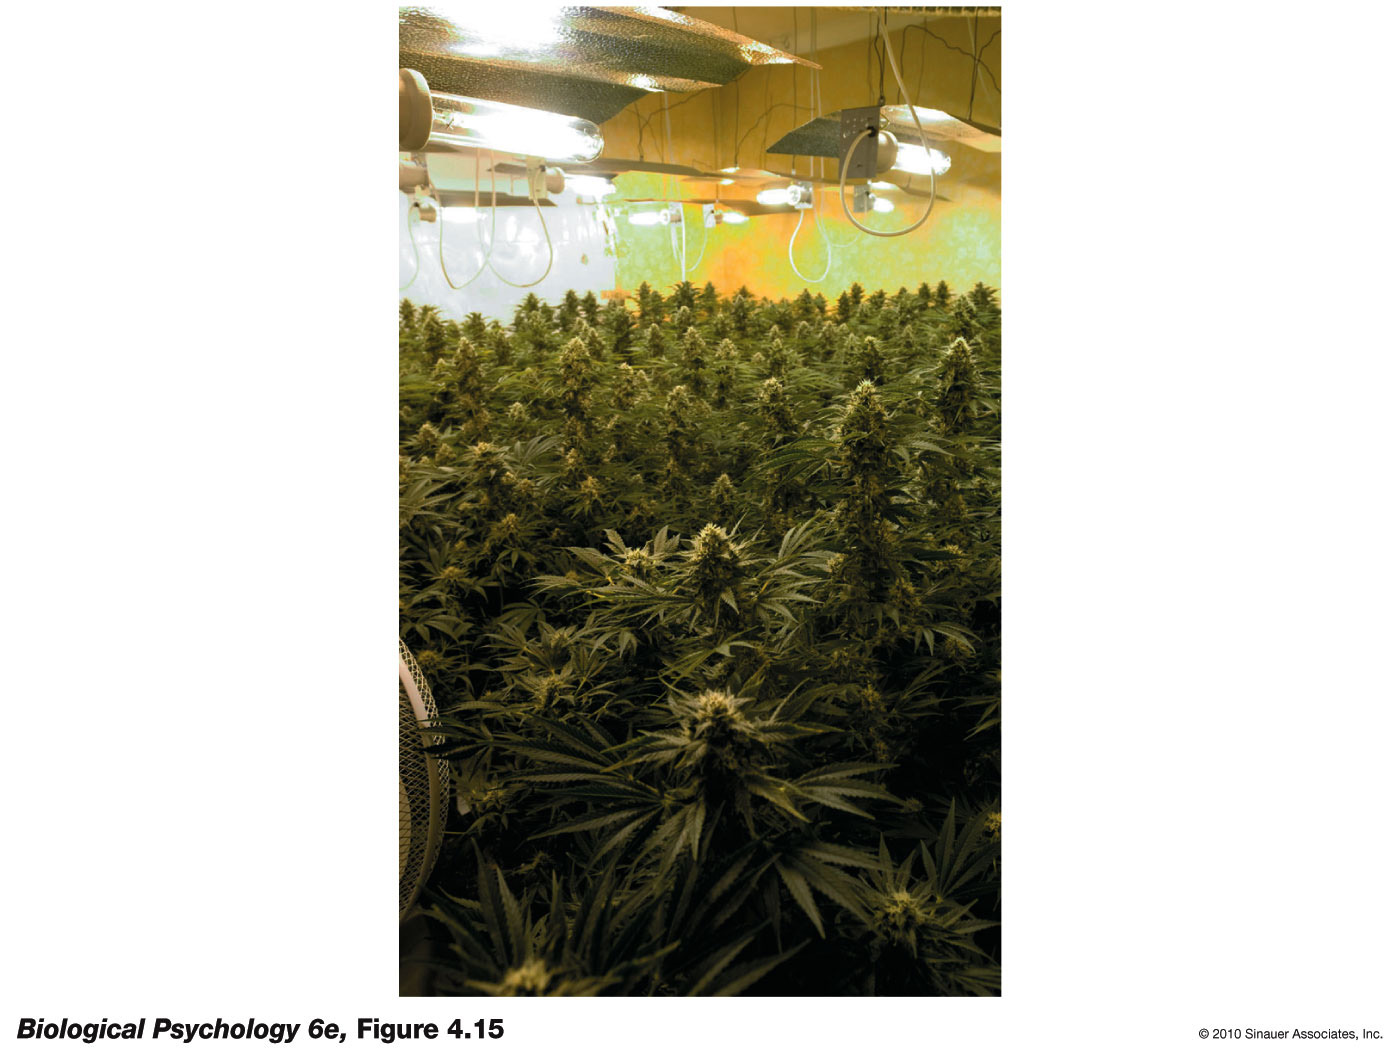 Biological Psychology 6e, Figure 4.15
© 2010 Sinauer Associates, Inc.